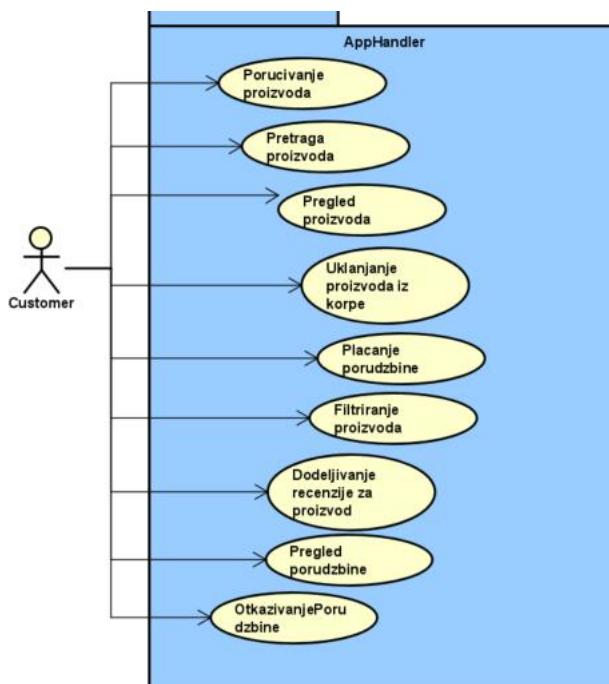 AppHandler
Porucivanje
proizvoda
Pretraga
proizvoda
Pregled
proizvoda
Uklanjanje
proizvoda iz
korpe
Customer
Placanje
porudzbine
Filtriranje
proizvoda
Dodeljivanje
recenzije za
proizvod
Pregled
porudzbine
OtkazivanjePoru
dzbine